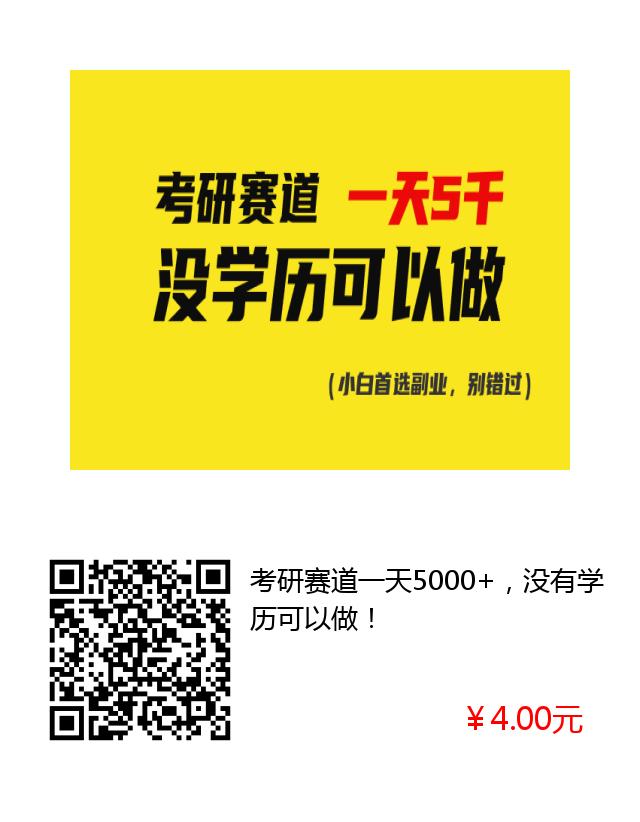 考研赛道 一天5千
没学历可以做
(小白首选副业，别错过)
考研赛道一天5000+，没有学
历可以做！
￥4.00元